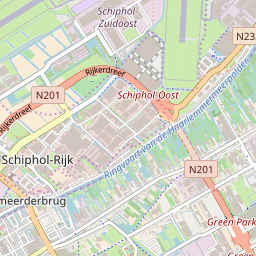 Schiphol-
Zuidoost
N23
Rijkerdreef
N201
Rijkerdreef
Schiphol-Oost
Ringvaart van de Haarlemmermeerpolder
Schiphol-Rijk
N201
meerderbrug
Green Park